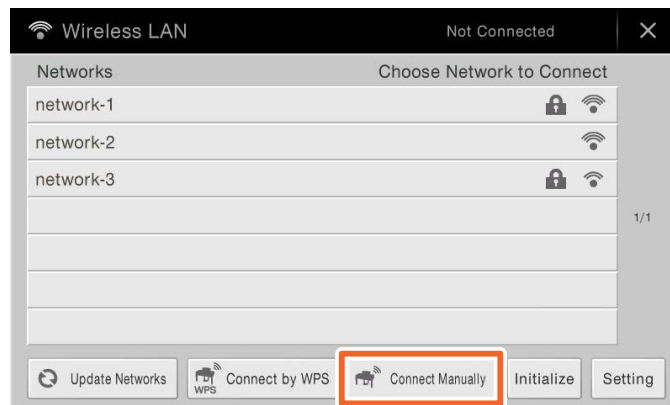 Wireless LAN Not Connected
Networks Choose Network to Connect
network-1
network-2
network-3
1/1
Update Networks WPS Connect by WPS Connect Manually Initialize Setting